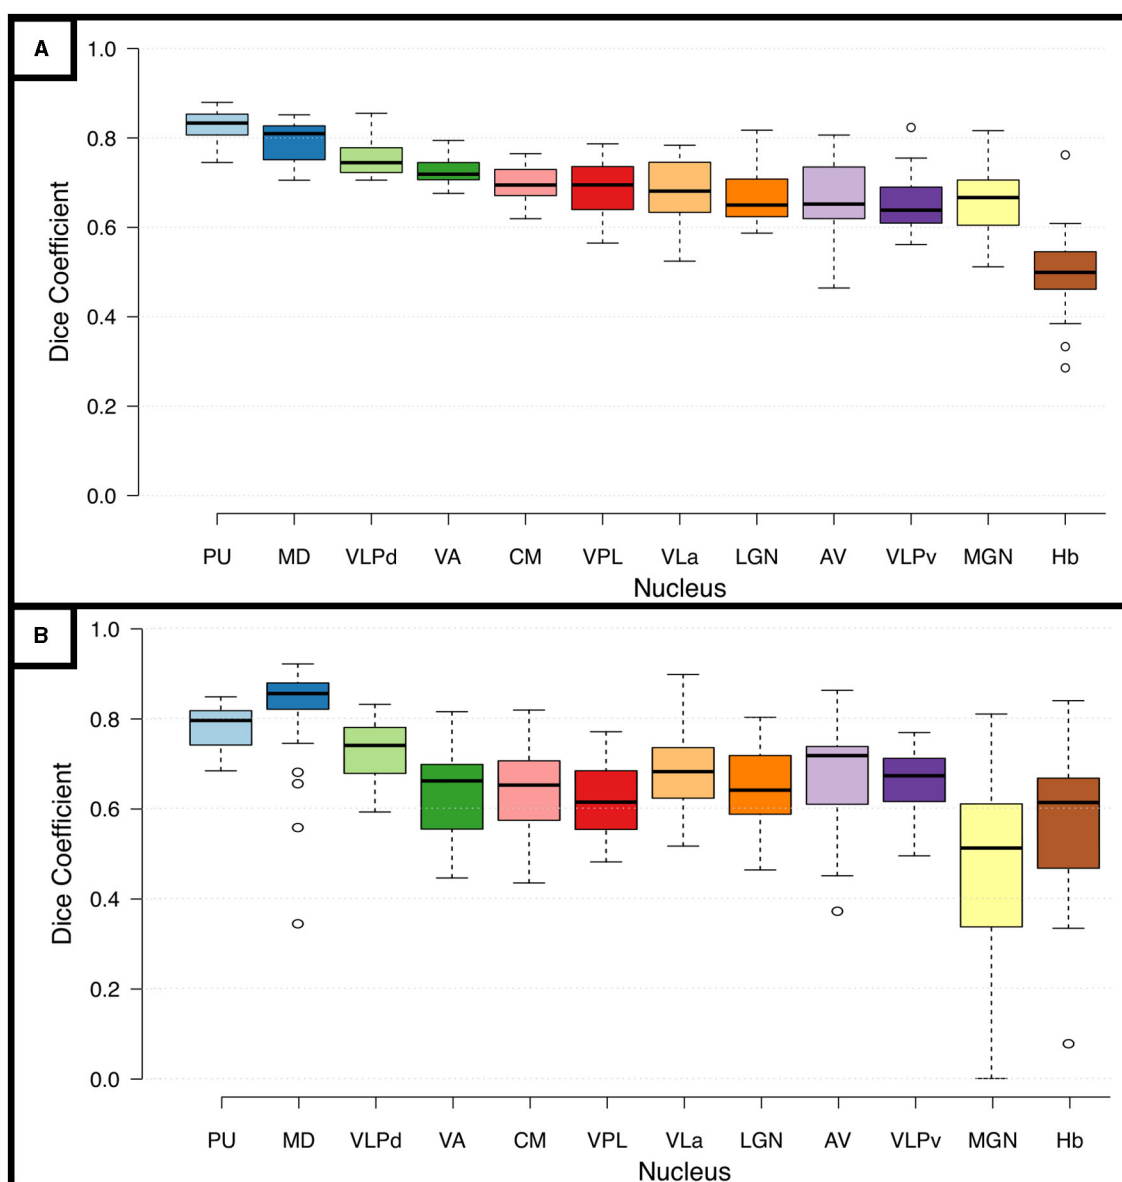 A
1.0
0.8
0.6
0.4
0.2
0.0
Dice Coefficient
PU MD VLPd VA CM VPL VLa LGN AV VLPv MGN Hb
Nucleus
B
1.0
0.8
0.6
0.4
0.2
0.0
Dice Coefficient
PU MD VLPd VA CM VPL VLa LGN AV VLPv MGN Hb
Nucleus